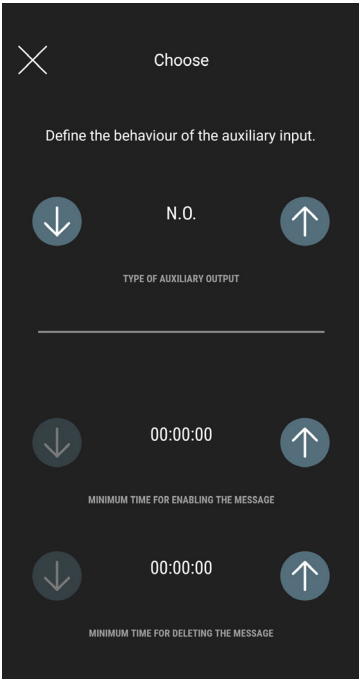 Choose
Define the behaviour of the auxiliary input.
N.O.
TYPE OF AUXILIARY OUTPUT
00:00:00
MINIMUM TIME FOR ENABLING THE MESSAGE
00:00:00
MINIMUM TIME FOR DELETING THE MESSAGE